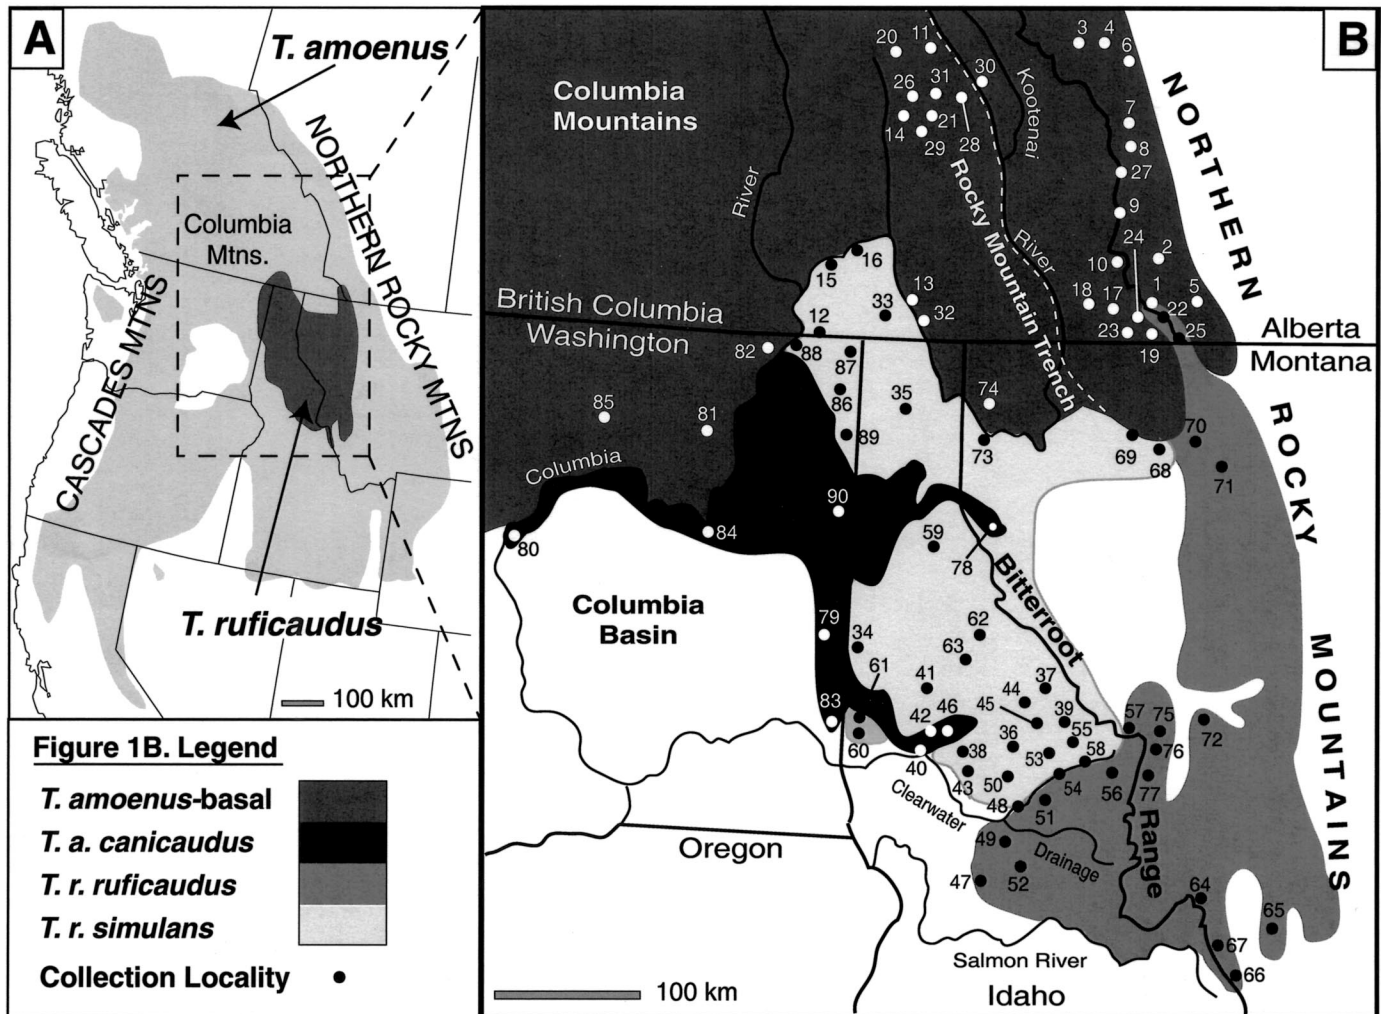 A
T. amoenus
NORTHERN ROCKY MTNS
Columbia
Mtns.
CASCADES MTNS
T. ruficaudus
100 km
Figure 1B. Legend
T. amoenus-basal
T. a. canicaudus
T. r. ruficaudus
T. r. simulans
Collection Locality
B
Columbia
Mountains
20 11 3 4 6
26 31 30 Kootenai
14 21 29 28 7
8
27
9
River
Rocky Mountain Trench
River
NORTHERN
ROCKY
MOUNTAINS
24 2
10
16
15
13
33 32
18 17 1 5
22
12
23 19 25
British Columbia
Washington
Alberta
Montana
82 88 87
86 35 74
85 81
89 73 69 68 70
71
Columbia
90
84
80
59
78
Bitterroot
Columbia
Basin
79
34 62
63
61 41 37
44
45 39
83 42 46 57 75
36 55 72
60 40 38 53 58 76
43 50 54 56 77
Clearwater
48 51
Range
49 Drainage
Oregon
47 52
64
65
67
66
Salmon River
Idaho
100 km